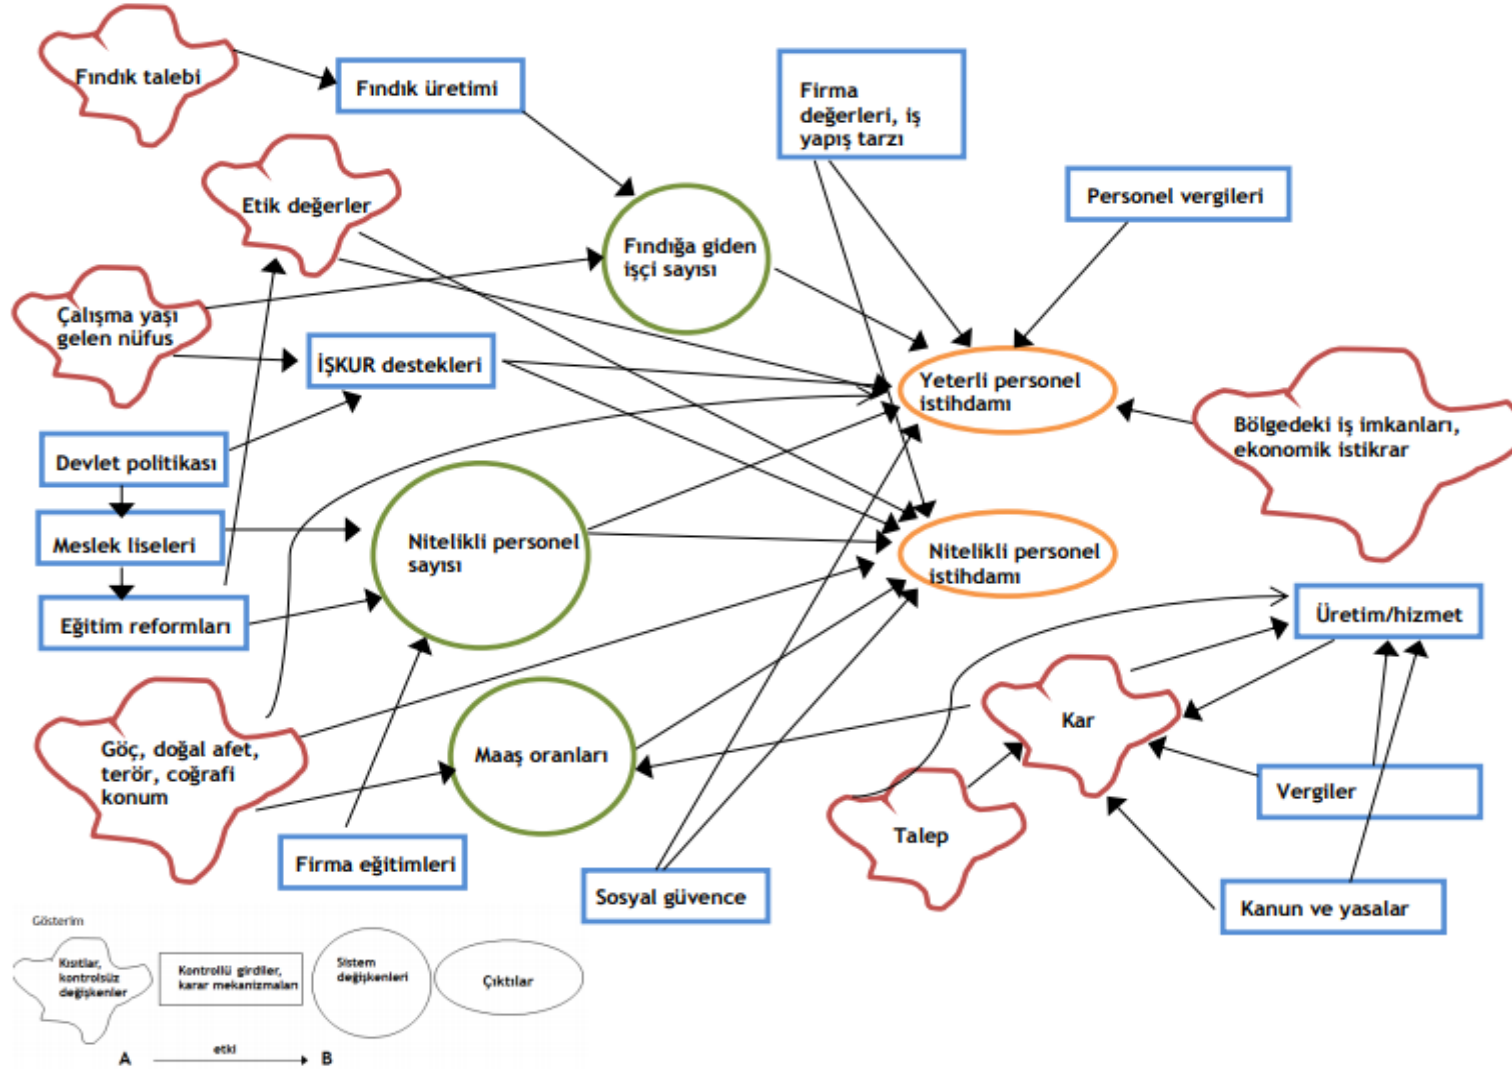 Fındık talebi
Fındık üretimi
Firma
değerleri, iş
yapış tarzı
Personel vergileri
Etik değerler
Fındığa giden
işçi sayısı
Çalışma yaşı
gelen nüfus
İŞKUR destekleri
Yeterli personel
istihdamı
Bölgedeki iş imkanları,
ekonomik istikrar
Devlet politikası
Meslek liseleri
Nitelikli personel
sayısı
Nitelikli personel
istihdamı
Eğitim reformları
Üretim/hizmet
Kar
Göç, doğal afet,
terör, coğrafi
konum
Maaş oranları
Vergiler
Talep
Firma eğitimleri
Sosyal güvence
Kanun ve yasalar
Gösterim
Kısıtlar,
kontrolsüz
değişkenler
Kontrollü girdiler,
karar mekanizmaları
Sistem
değişkenleri
Çıktılar
A etki B